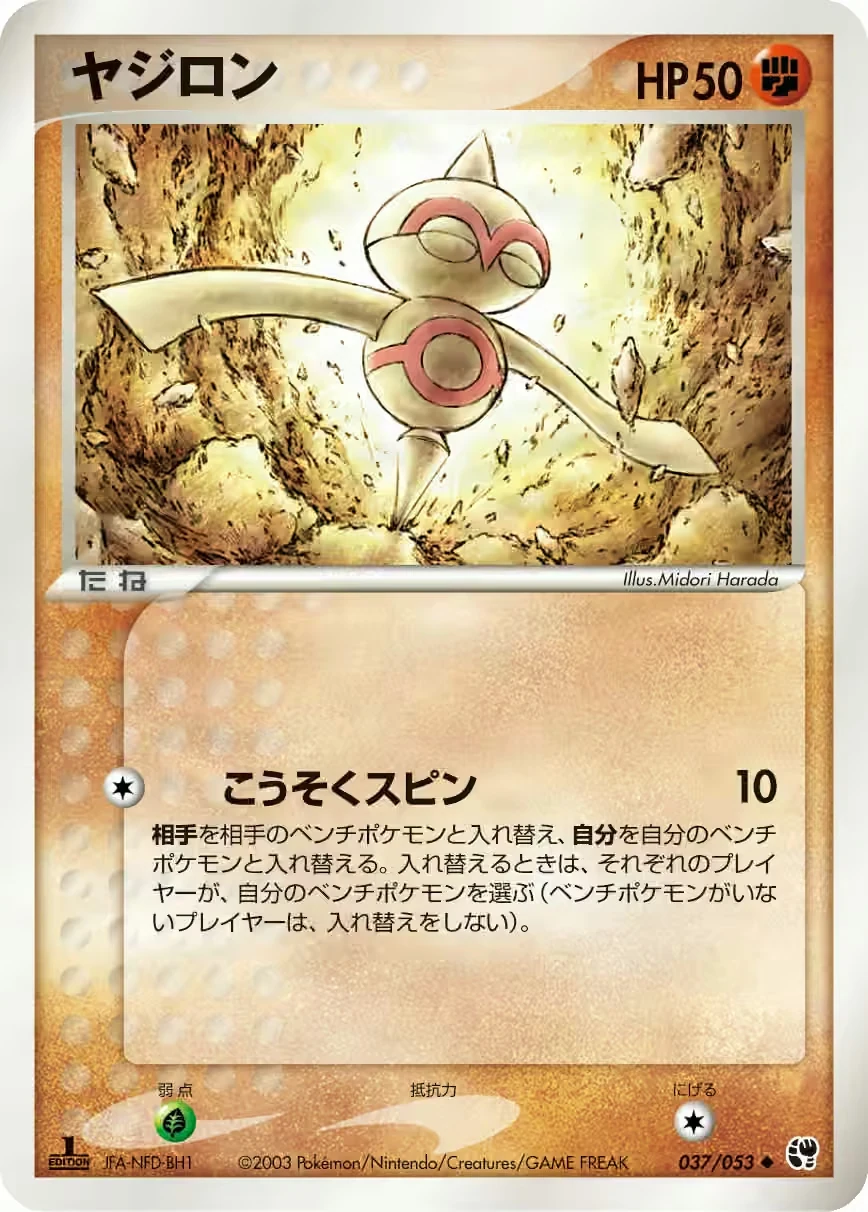 ヤジロン HP50
たね Illus.Midori Harada
こうそくスピン 10
相手を相手のベンチポケモンと入れ替え、自分を自分のベンチ
ポケモンと入れ替える。入れ替えるときは、それぞれのプレイ
ヤーが、自分のベンチポケモンを選ぶ(ベンチポケモンがいな
いプレイヤーは、入れ替えをしない)。
弱点 抵抗力 にげる
1 EDITION JFA-NFD-BH1 ©2003 Pokémon/Nintendo/Creatures/GAME FREAK 037/053